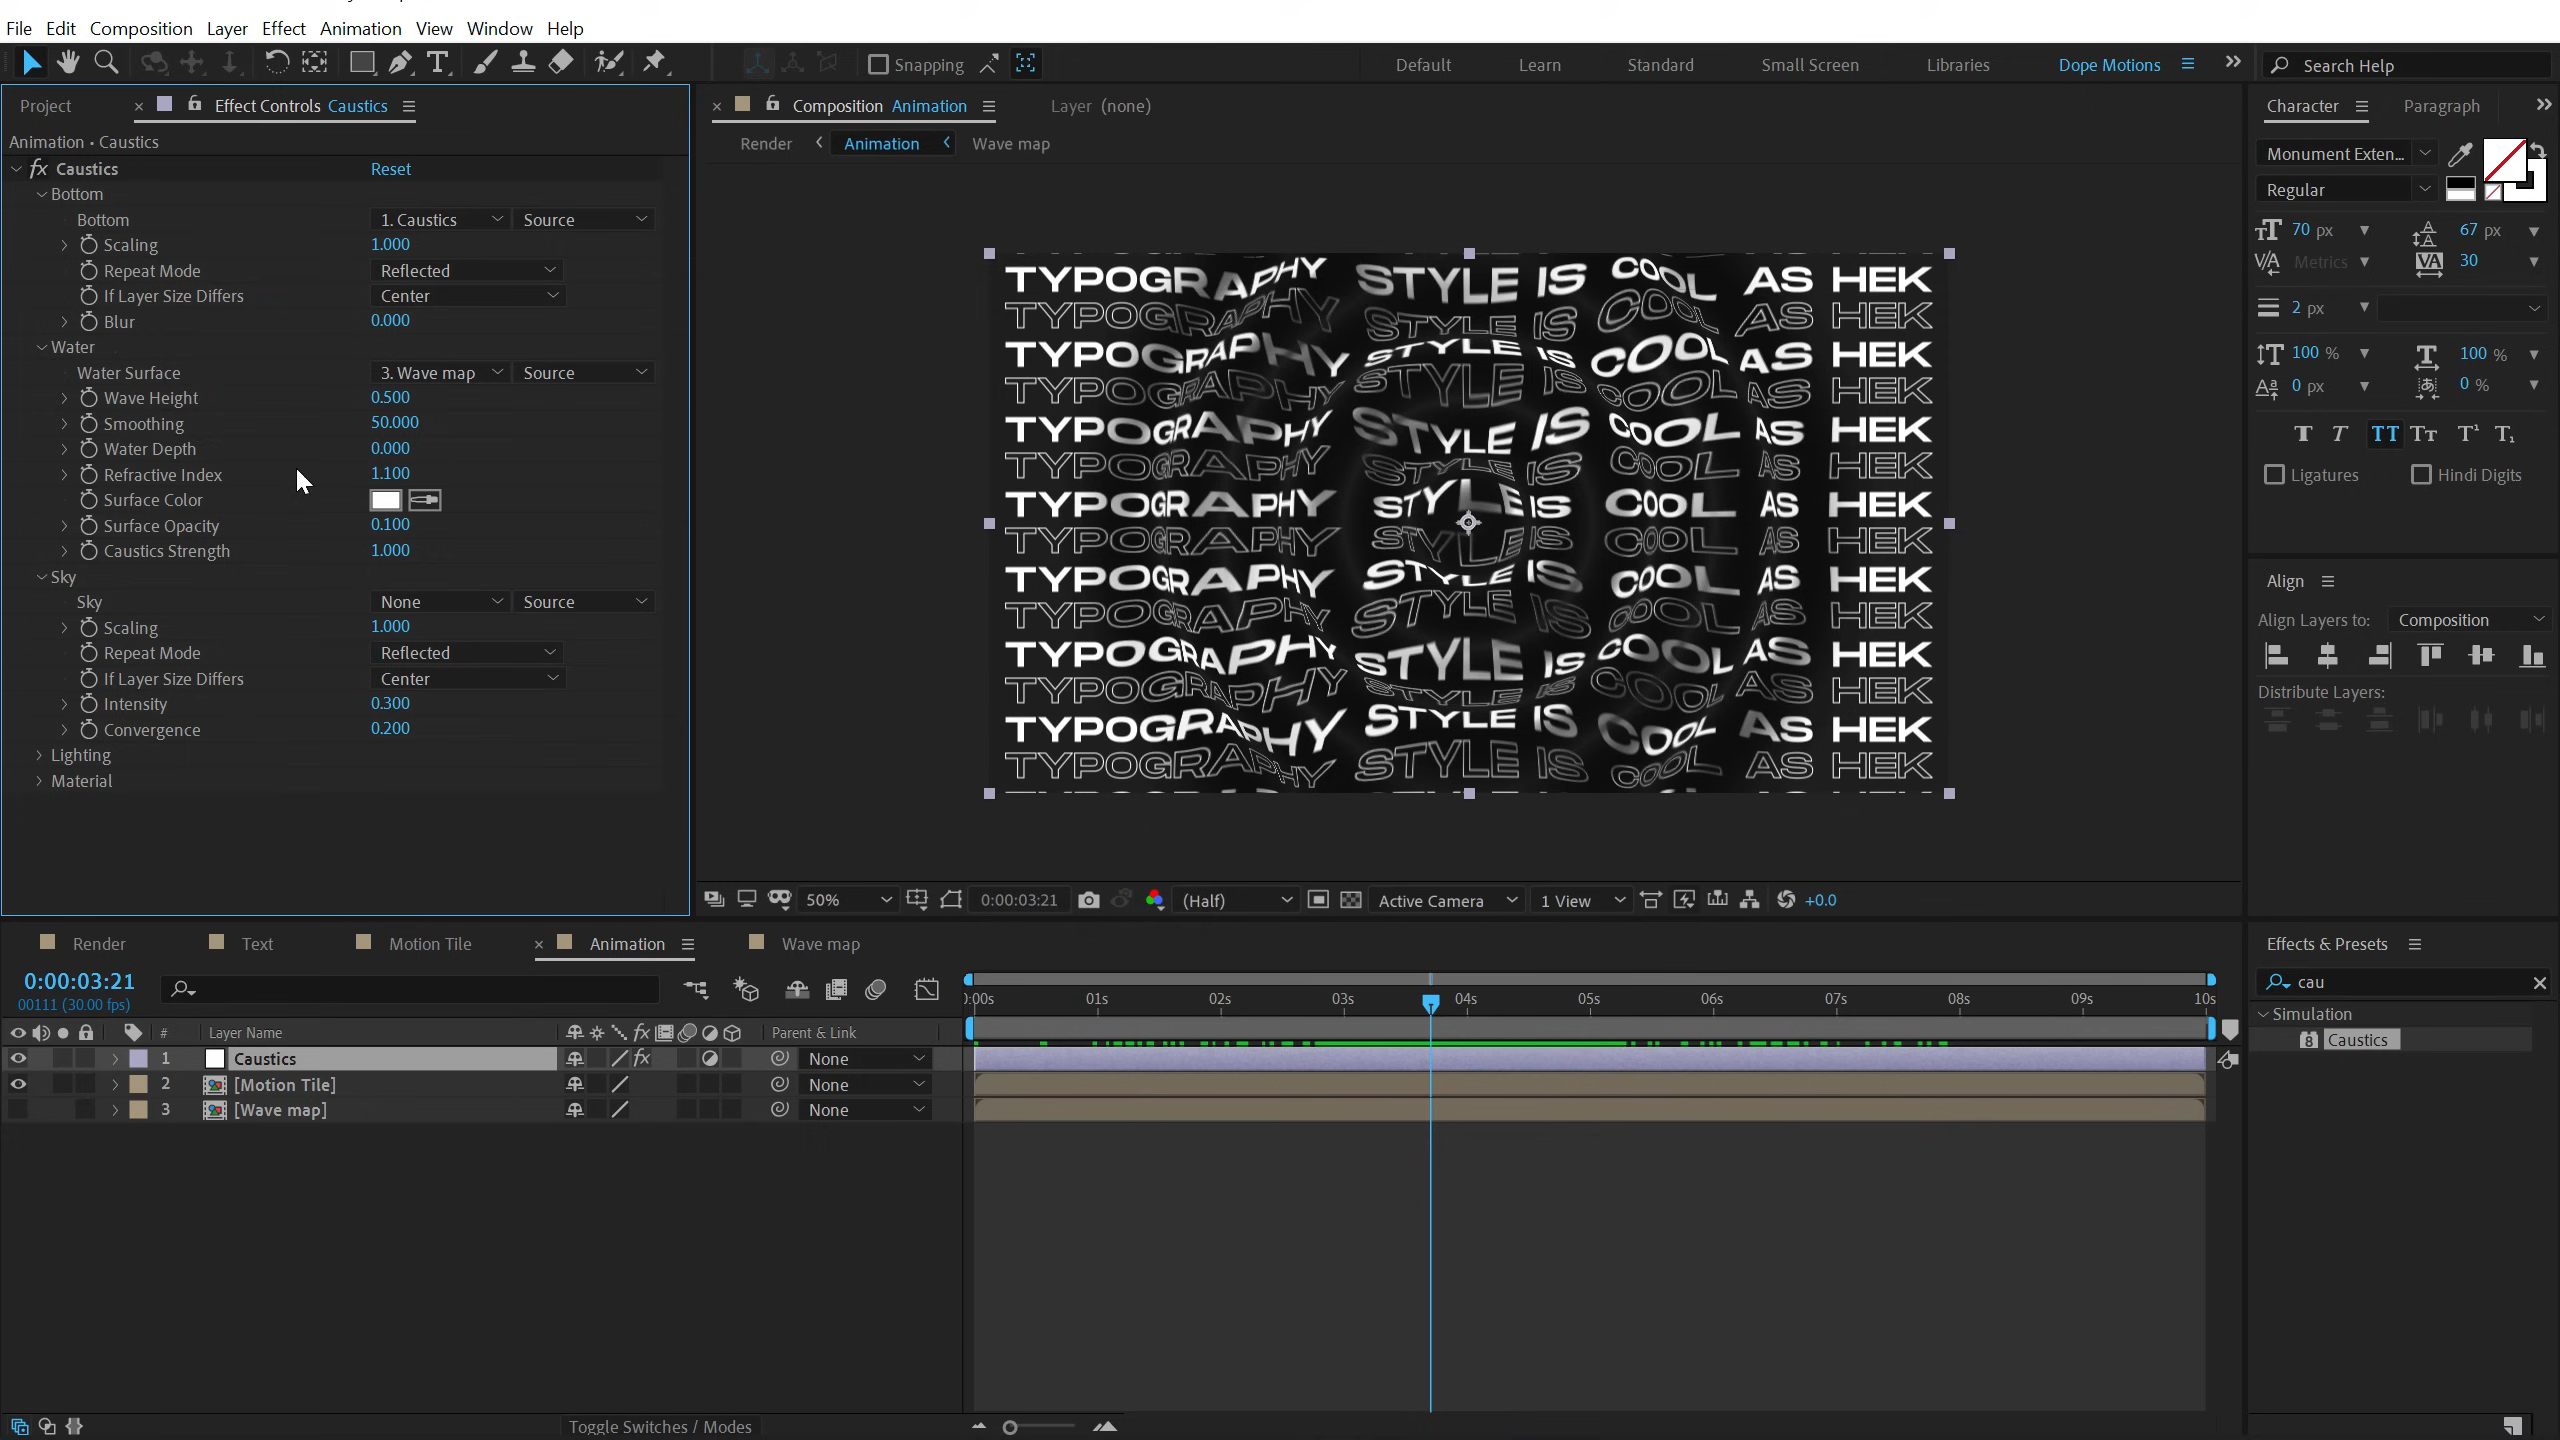 File Edit Composition Layer Effect Animation View Window Help
Snapping
Default Learn Standard Small Screen Libraries Dope Motions
Search Help
Project
Effect Controls Caustics
Animation • Caustics
fx Caustics Reset
Bottom
Bottom 1. Caustics Source
Scaling 1.000
Repeat Mode Reflected
If Layer Size Differs Center
Blur 0.000
Water
Water Surface 3. Wave map Source
Wave Height 0.500
Smoothing 50.000
Water Depth 0.000
Refractive Index 1.100
Surface Color
Surface Opacity 0.100
Caustics Strength 1.000
Sky
Sky None Source
Scaling 1.000
Repeat Mode Reflected
If Layer Size Differs Center
Intensity 0.300
Convergence 0.200
Lighting
Material
Composition Animation
Layer (none)
Render Animation Wave map
TYPOGRAPHY STYLE IS COOL AS HEK
TYPOGRAPHY STYLE IS COOL AS HEK
TYPOGRAPHY STYLE IS COOL AS HEK
TYPOGRAPHY STYLE IS COOL AS HEK
TYPOGRAPHY STYLE IS COOL AS HEK
TYPOGRAPHY STYLE IS COOL AS HEK
TYPOGRAPHY STYLE IS COOL AS HEK
TYPOGRAPHY STYLE IS COOL AS HEK
TYPOGRAPHY STYLE IS COOL AS HEK
TYPOGRAPHY STYLE IS COOL AS HEK
TYPOGRAPHY STYLE IS COOL AS HEK
TYPOGRAPHY STYLE IS COOL AS HEK
TYPOGRAPHY STYLE IS COOL AS HEK
TYPOGRAPHY STYLE IS COOL AS HEK
50% 0:00:03:21 (Half) Active Camera 1 View +0.0
Character Paragraph
Monument Exten...
Regular
70 px 67 px
Metrics 30
2 px
100 % 100 %
0 px 0 %
Ligatures Hindi Digits
Align
Align Layers to: Composition
Distribute Layers:
Effects & Presets
cau
Simulation
Caustics
Render Text Motion Tile Animation Wave map
0:00:03:21
00111 (30.00 fps)
# Layer Name Parent & Link
1 Caustics fx None
2 [Motion Tile] None
3 [Wave map] None
):00s 01s 02s 03s 04s 05s 06s 07s 08s 09s 10s
Toggle Switches / Modes